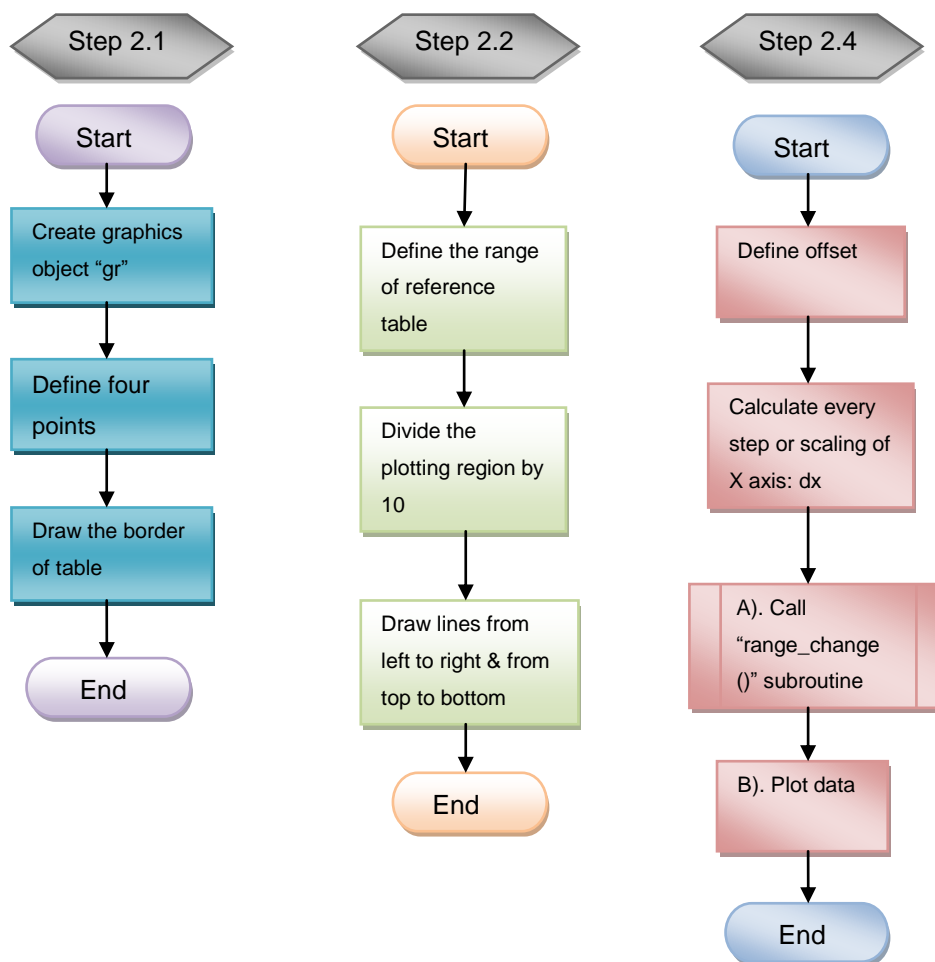 Step 2.1
Start
Create graphics
object “gr”
Define four
points
Draw the border
of table
End
Step 2.2
Start
Define the range
of reference
table
Divide the
plotting region by
10
Draw lines from
left to right & from
top to bottom
End
Step 2.4
Start
Define offset
Calculate every
step or scaling of
X axis: dx
A). Call
“range_change
()” subroutine
B). Plot data
End